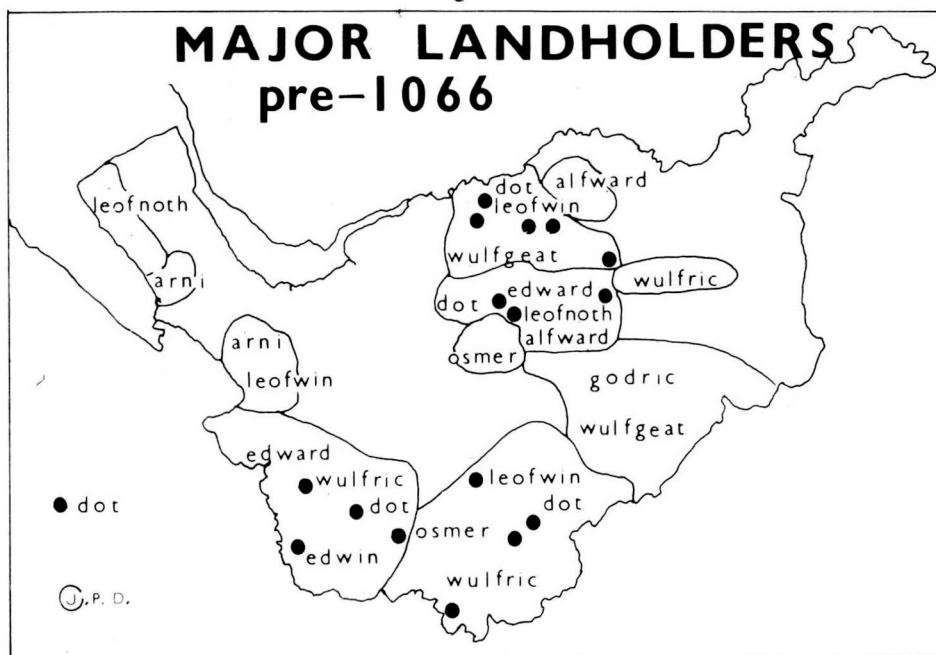 MAJOR LANDHOLDERS
pre-1066
leofnoth
arni
arni
leofwin
dot
leofwin
alfward
wulfgeat
wulfric
dot
edward
leofnoth
alfward
osmer
godric
wulfgeat
edward
wulfric
dot
edwin
leofwin
dot
osmer
wulfric
dot
J.P.D.